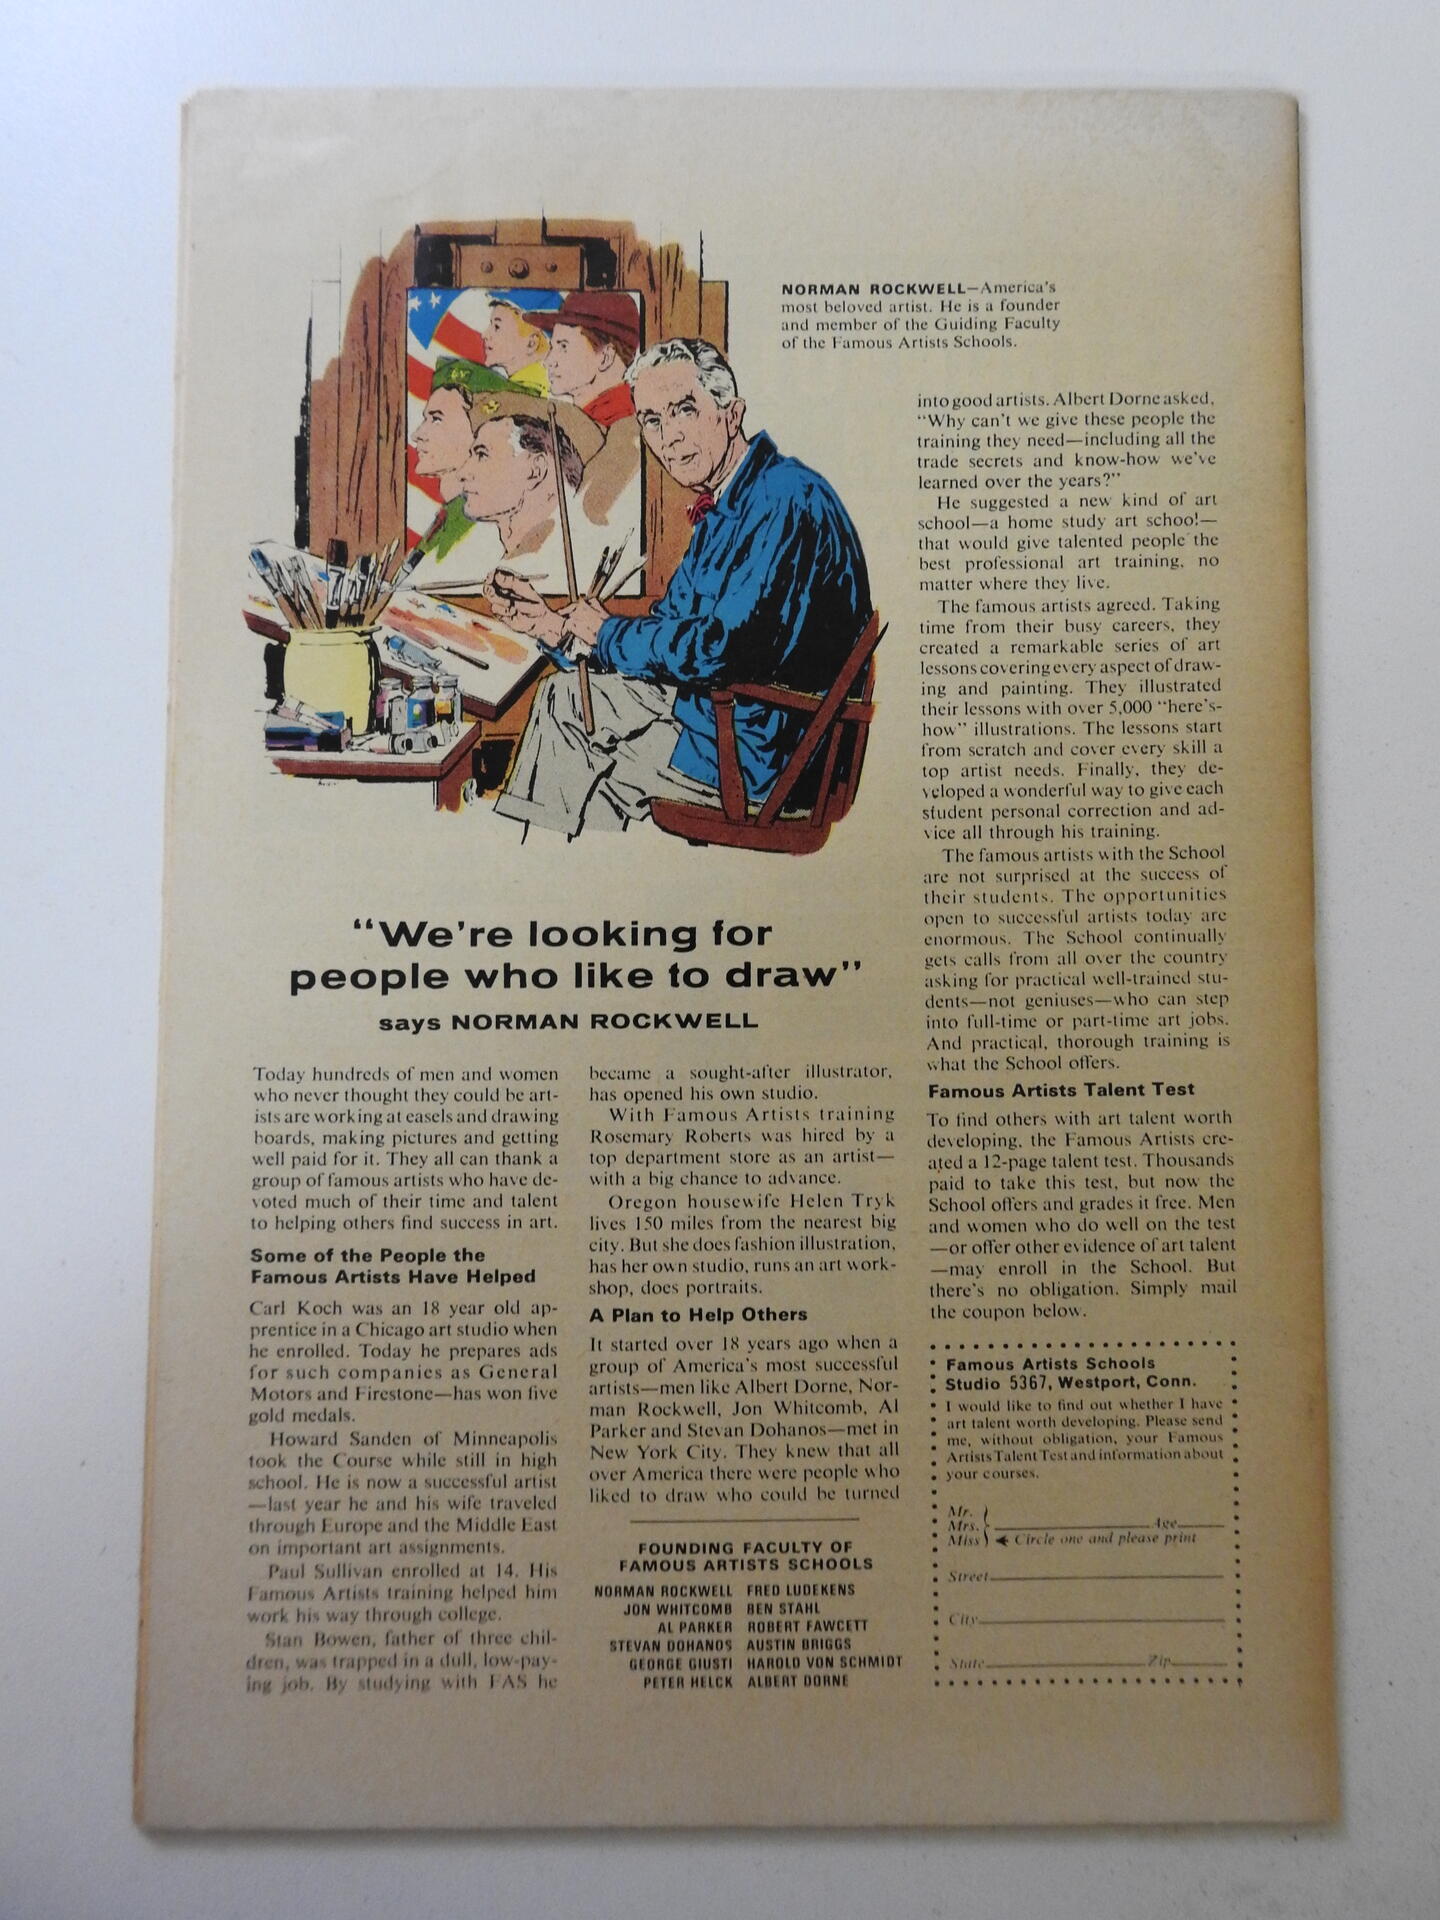 NORMAN ROCKWELL—America's
most beloved artist. He is a founder
and member of the Guiding Faculty
of the Famous Artists Schools.
"We're looking for
people who like to draw"
says NORMAN ROCKWELL
Today hundreds of men and women
who never thought they could be art-
ists are working at easels and drawing
boards, making pictures and getting
well paid for it. They all can thank a
group of famous artists who have de-
voted much of their time and talent
to helping others find success in art.
Some of the People the
Famous Artists Have Helped
Carl Koch was an 18 year old ap-
prentice in a Chicago art studio when
he enrolled. Today he prepares ads
for such companies as General
Motors and Firestone—has won five
gold medals.
Howard Sanden of Minneapolis
took the Course while still in high
school. He is now a successful artist
—last year he and his wife traveled
through Europe and the Middle East
on important art assignments.
Paul Sullivan enrolled at 14. His
Famous Artists training helped him
work his way through college.
Stan Bowen, father of three chil-
dren, was trapped in a dull, low-pay-
ing job. By studying with FAS he
became a sought-after illustrator,
has opened his own studio.
With Famous Artists training
Rosemary Roberts was hired by a
top department store as an artist—
with a big chance to advance.
Oregon housewife Helen Tryk
lives 150 miles from the nearest big
city. But she does fashion illustration,
has her own studio, runs an art work-
shop, does portraits.
A Plan to Help Others
It started over 18 years ago when a
group of America's most successful
artists—men like Albert Dorne, Nor-
man Rockwell, Jon Whitcomb, Al
Parker and Stevan Dohanos—met in
New York City. They knew that all
over America there were people who
liked to draw who could be turned
FOUNDING FACULTY OF
FAMOUS ARTISTS SCHOOLS
NORMAN ROCKWELL FRED LUDEKENS
JON WHITCOMB BEN STAHL
AL PARKER ROBERT FAWCETT
STEVAN DOHANOS AUSTIN BRIGGS
GEORGE GIUSTI HAROLD VON SCHMIDT
PETER HELCK ALBERT DORNE
into good artists. Albert Dorne asked,
"Why can't we give these people the
training they need—including all the
trade secrets and know-how we've
learned over the years?"
He suggested a new kind of art
school—a home study art school—
that would give talented people the
best professional art training, no
matter where they live.
The famous artists agreed. Taking
time from their busy careers, they
created a remarkable series of art
lessons covering every aspect of draw-
ing and painting. They illustrated
their lessons with over 5,000 "here's-
how" illustrations. The lessons start
from scratch and cover every skill a
top artist needs. Finally, they de-
veloped a wonderful way to give each
student personal correction and ad-
vice all through his training.
The famous artists with the School
are not surprised at the success of
their students. The opportunities
open to successful artists today are
enormous. The School continually
gets calls from all over the country
asking for practical well-trained stu-
dents—not geniuses—who can step
into full-time or part-time art jobs.
And practical, thorough training is
what the School offers.
Famous Artists Talent Test
To find others with art talent worth
developing, the Famous Artists cre-
ated a 12-page talent test. Thousands
paid to take this test, but now the
School offers and grades it free. Men
and women who do well on the test
—or offer other evidence of art talent
—may enroll in the School. But
there's no obligation. Simply mail
the coupon below.
Famous Artists Schools
Studio 5367, Westport, Conn.
I would like to find out whether I have
art talent worth developing. Please send
me, without obligation, your Famous
Artists Talent Test and information about
your courses.
Mr.
Mrs. Age
Miss Circle one and please print
Street
City
State Zip